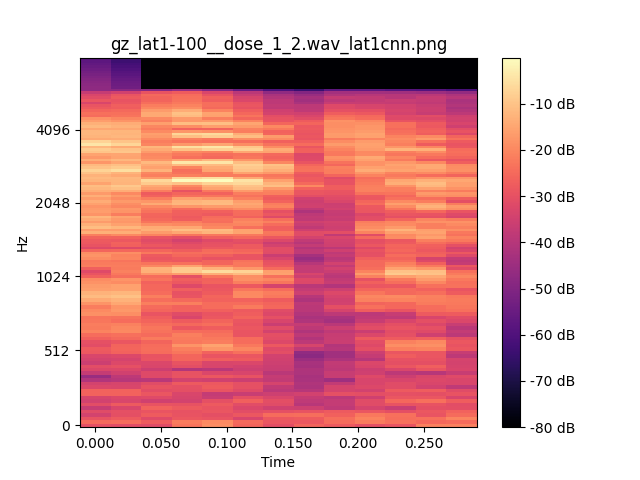 gz_lat1-100__dose_1_2.wav_lat1cnn.png
Hz
4096
2048
1024
512
0
0.000 0.050 0.100 0.150 0.200 0.250
Time
-10 dB
-20 dB
-30 dB
-40 dB
-50 dB
-60 dB
-70 dB
-80 dB